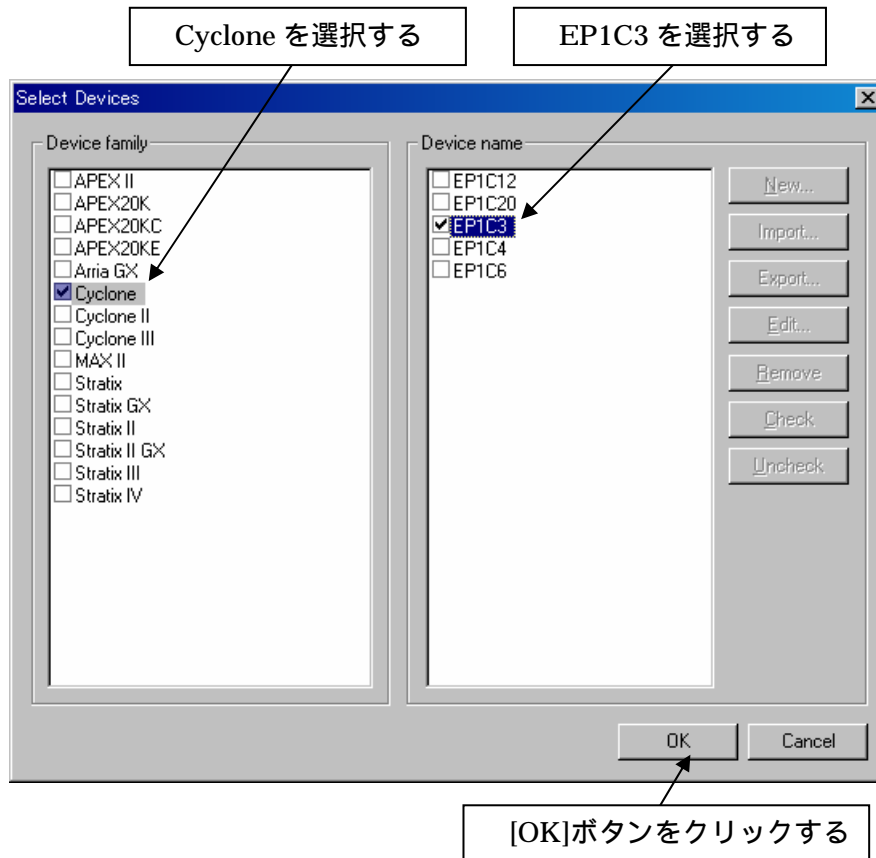 Cyclone を選択する
EP1C3 を選択する
Select Devices
Device family
APEX II
APEX20K
APEX20KC
APEX20KE
Arria GX
Cyclone
Cyclone II
Cyclone III
MAX II
Stratix
Stratix GX
Stratix II
Stratix II GX
Stratix III
Stratix IV
Device name
EP1C12
EP1C20
EP1C3
EP1C4
EP1C6
New...
Import...
Export...
Edit...
Remove
Check
Uncheck
OK
Cancel
[OK]ボタンをクリックする